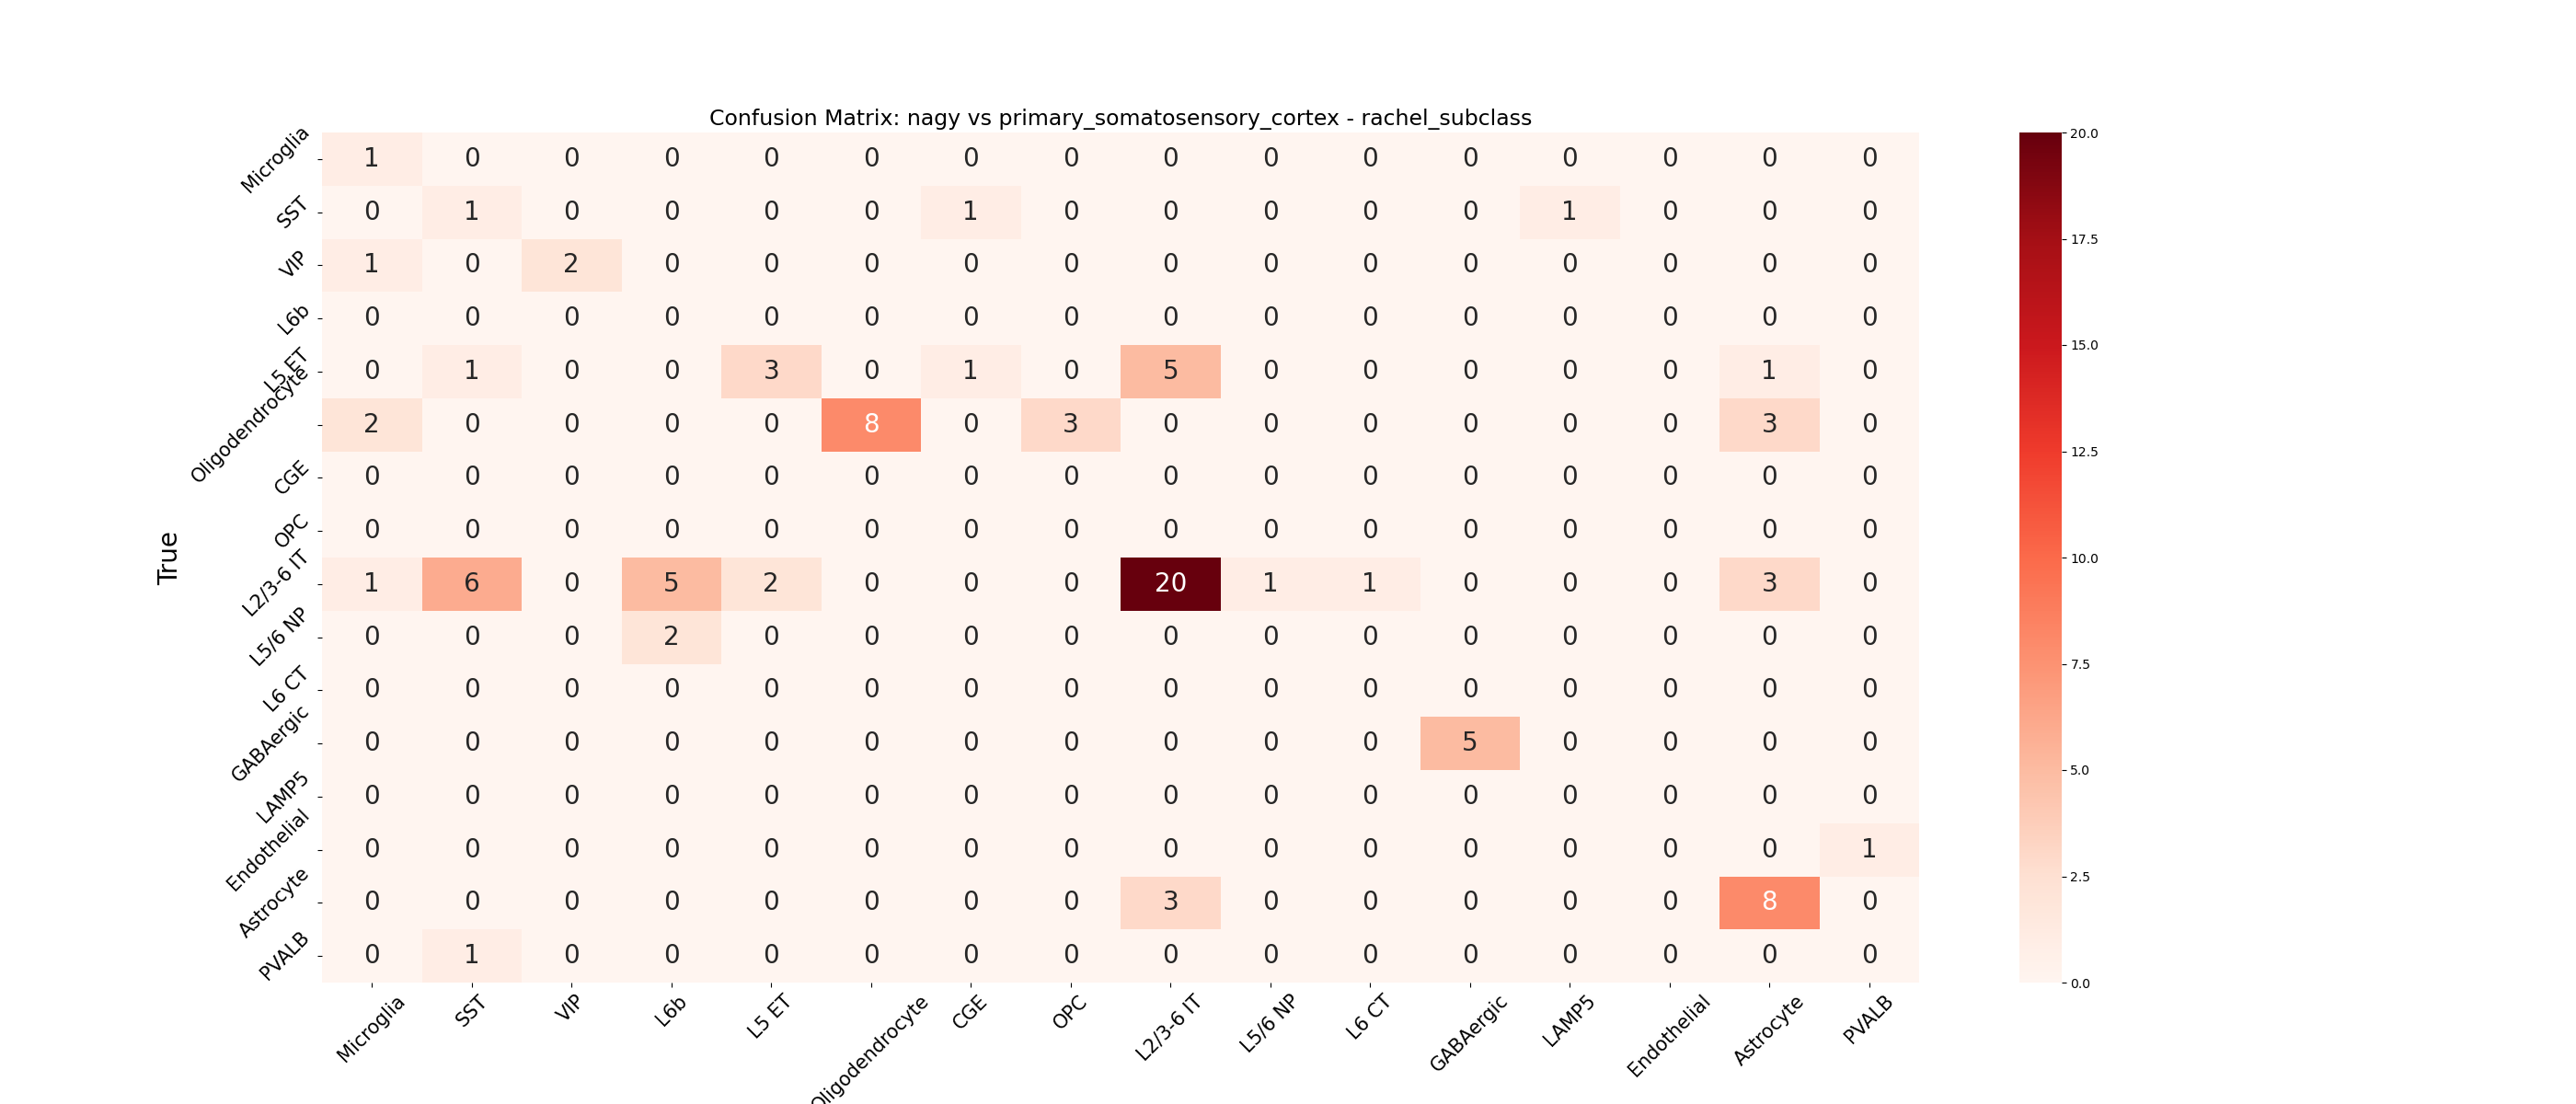 Confusion Matrix: nagy vs primary_somatosensory_cortex - rachel_subclass
True
Microglia 1 0 0 0 0 0 0 0 0 0 0 0 0 0 0 0
SST 0 1 0 0 0 0 1 0 0 0 0 0 1 0 0 0
VIP 1 0 2 0 0 0 0 0 0 0 0 0 0 0 0 0
L6b 0 0 0 0 0 0 0 0 0 0 0 0 0 0 0 0
L5 ET 0 1 0 0 3 0 1 0 5 0 0 0 0 0 1 0
Oligodendrocyte 2 0 0 0 0 8 0 3 0 0 0 0 0 0 3 0
CGE 0 0 0 0 0 0 0 0 0 0 0 0 0 0 0 0
OPC 0 0 0 0 0 0 0 0 0 0 0 0 0 0 0 0
L2/3-6 IT 1 6 0 5 2 0 0 0 20 1 1 0 0 0 3 0
L5/6 NP 0 0 0 2 0 0 0 0 0 0 0 0 0 0 0 0
L6 CT 0 0 0 0 0 0 0 0 0 0 0 0 0 0 0 0
GABAergic 0 0 0 0 0 0 0 0 0 0 0 5 0 0 0 0
LAMP5 0 0 0 0 0 0 0 0 0 0 0 0 0 0 0 0
Endothelial 0 0 0 0 0 0 0 0 0 0 0 0 0 0 0 1
Astrocyte 0 0 0 0 0 0 0 0 3 0 0 0 0 0 8 0
PVALB 0 1 0 0 0 0 0 0 0 0 0 0 0 0 0 0
Microglia SST VIP L6b L5 ET Oligodendrocyte CGE OPC L2/3-6 IT L5/6 NP L6 CT GABAergic LAMP5 Endothelial Astrocyte PVALB
20.0
17.5
15.0
12.5
10.0
7.5
5.0
2.5
0.0